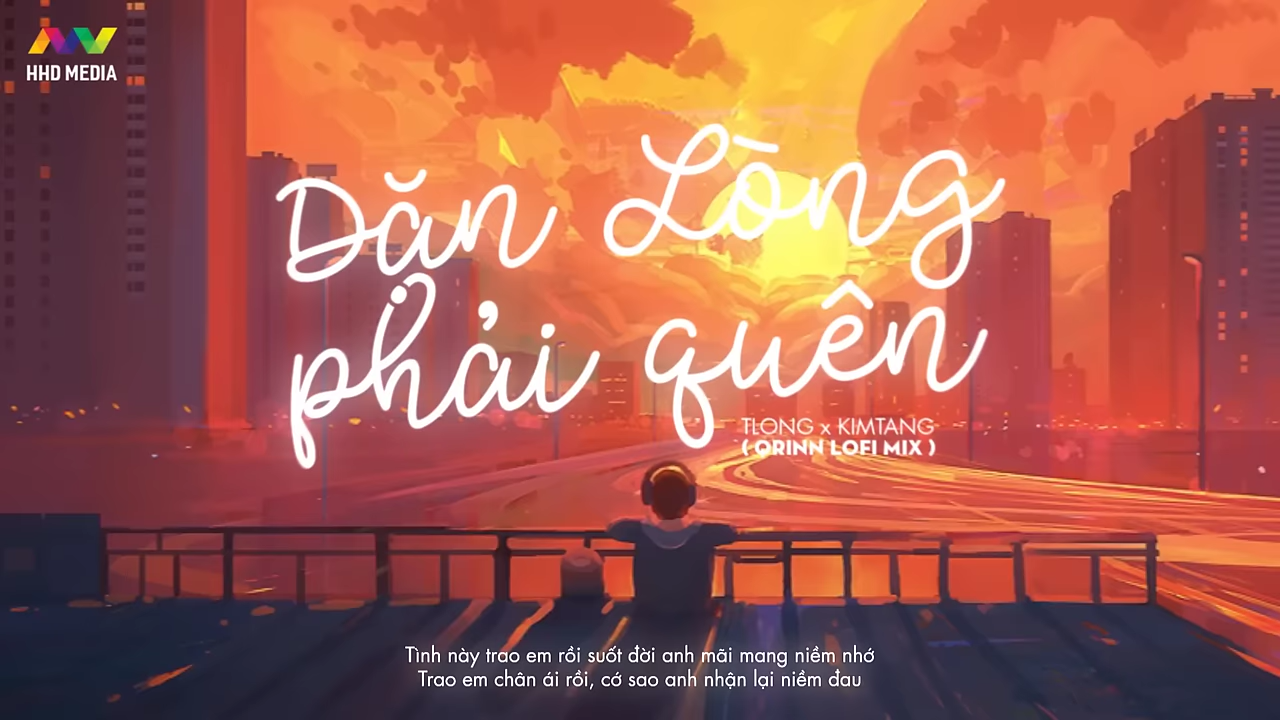 HHD MEDIA
Dặn Lòng
phải quên
TLONG x KIMTANG
( ORINN LOFI MIX )
Tình này trao em rồi suốt đời anh mãi mang niềm nhớ
Trao em chân ái rồi, cớ sao anh nhận lại niềm đau